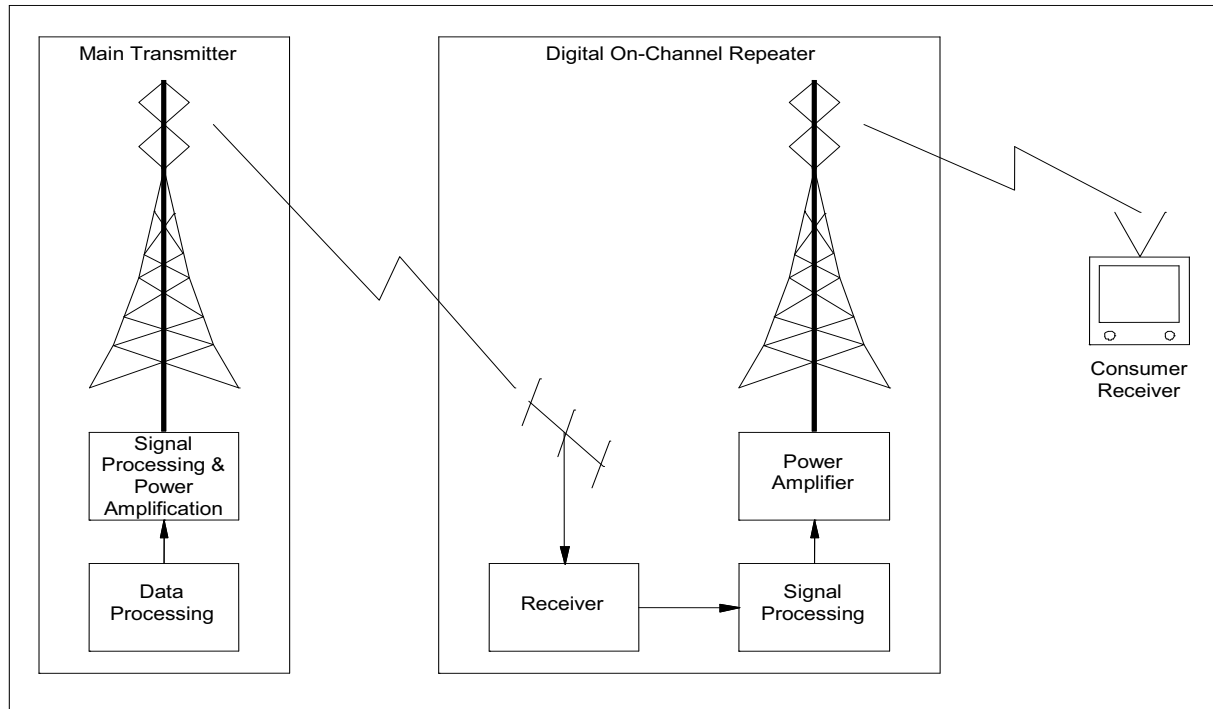 Main Transmitter
Digital On-Channel Repeater
Signal
Processing &
Power
Amplification
Data
Processing
Receiver
Signal
Processing
Power
Amplifier
Consumer
Receiver